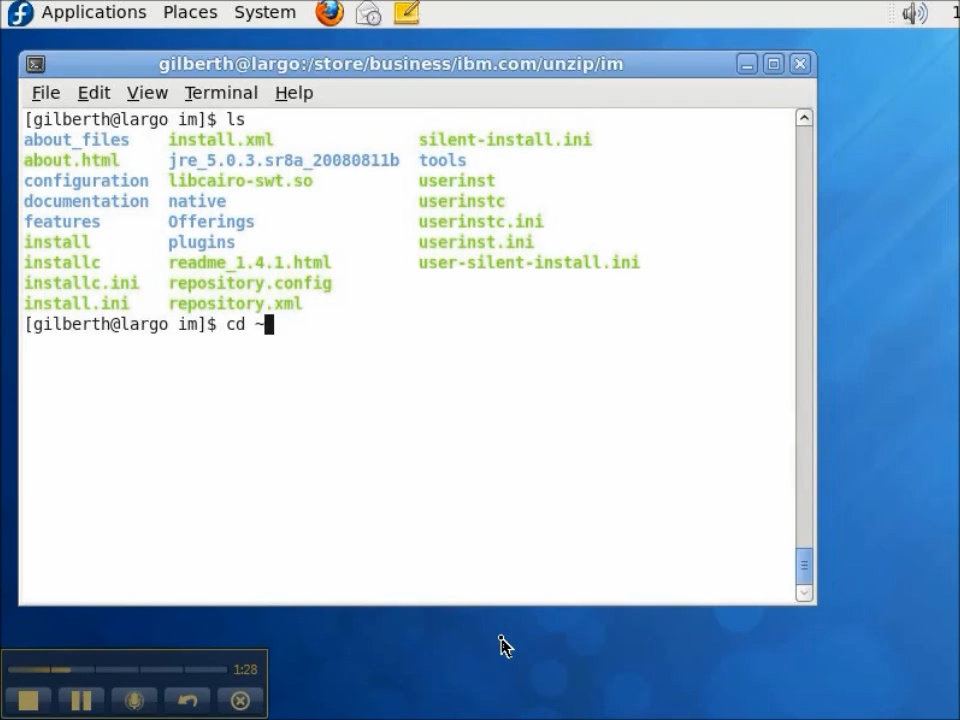 Applications Places System 1
gilberth@largo:/store/business/ibm.com/unzip/im
File Edit View Terminal Help
[gilberth@largo im]$ ls
about_files install.xml silent-install.ini
about.html jre_5.0.3.sr8a_20080811b tools
configuration libcairo-swt.so userinst
documentation native userinstc
features Offerings userinstc.ini
install plugins userinst.ini
installc readme_1.4.1.html user-silent-install.ini
installc.ini repository.config
install.ini repository.xml
[gilberth@largo im]$ cd ~
1:28